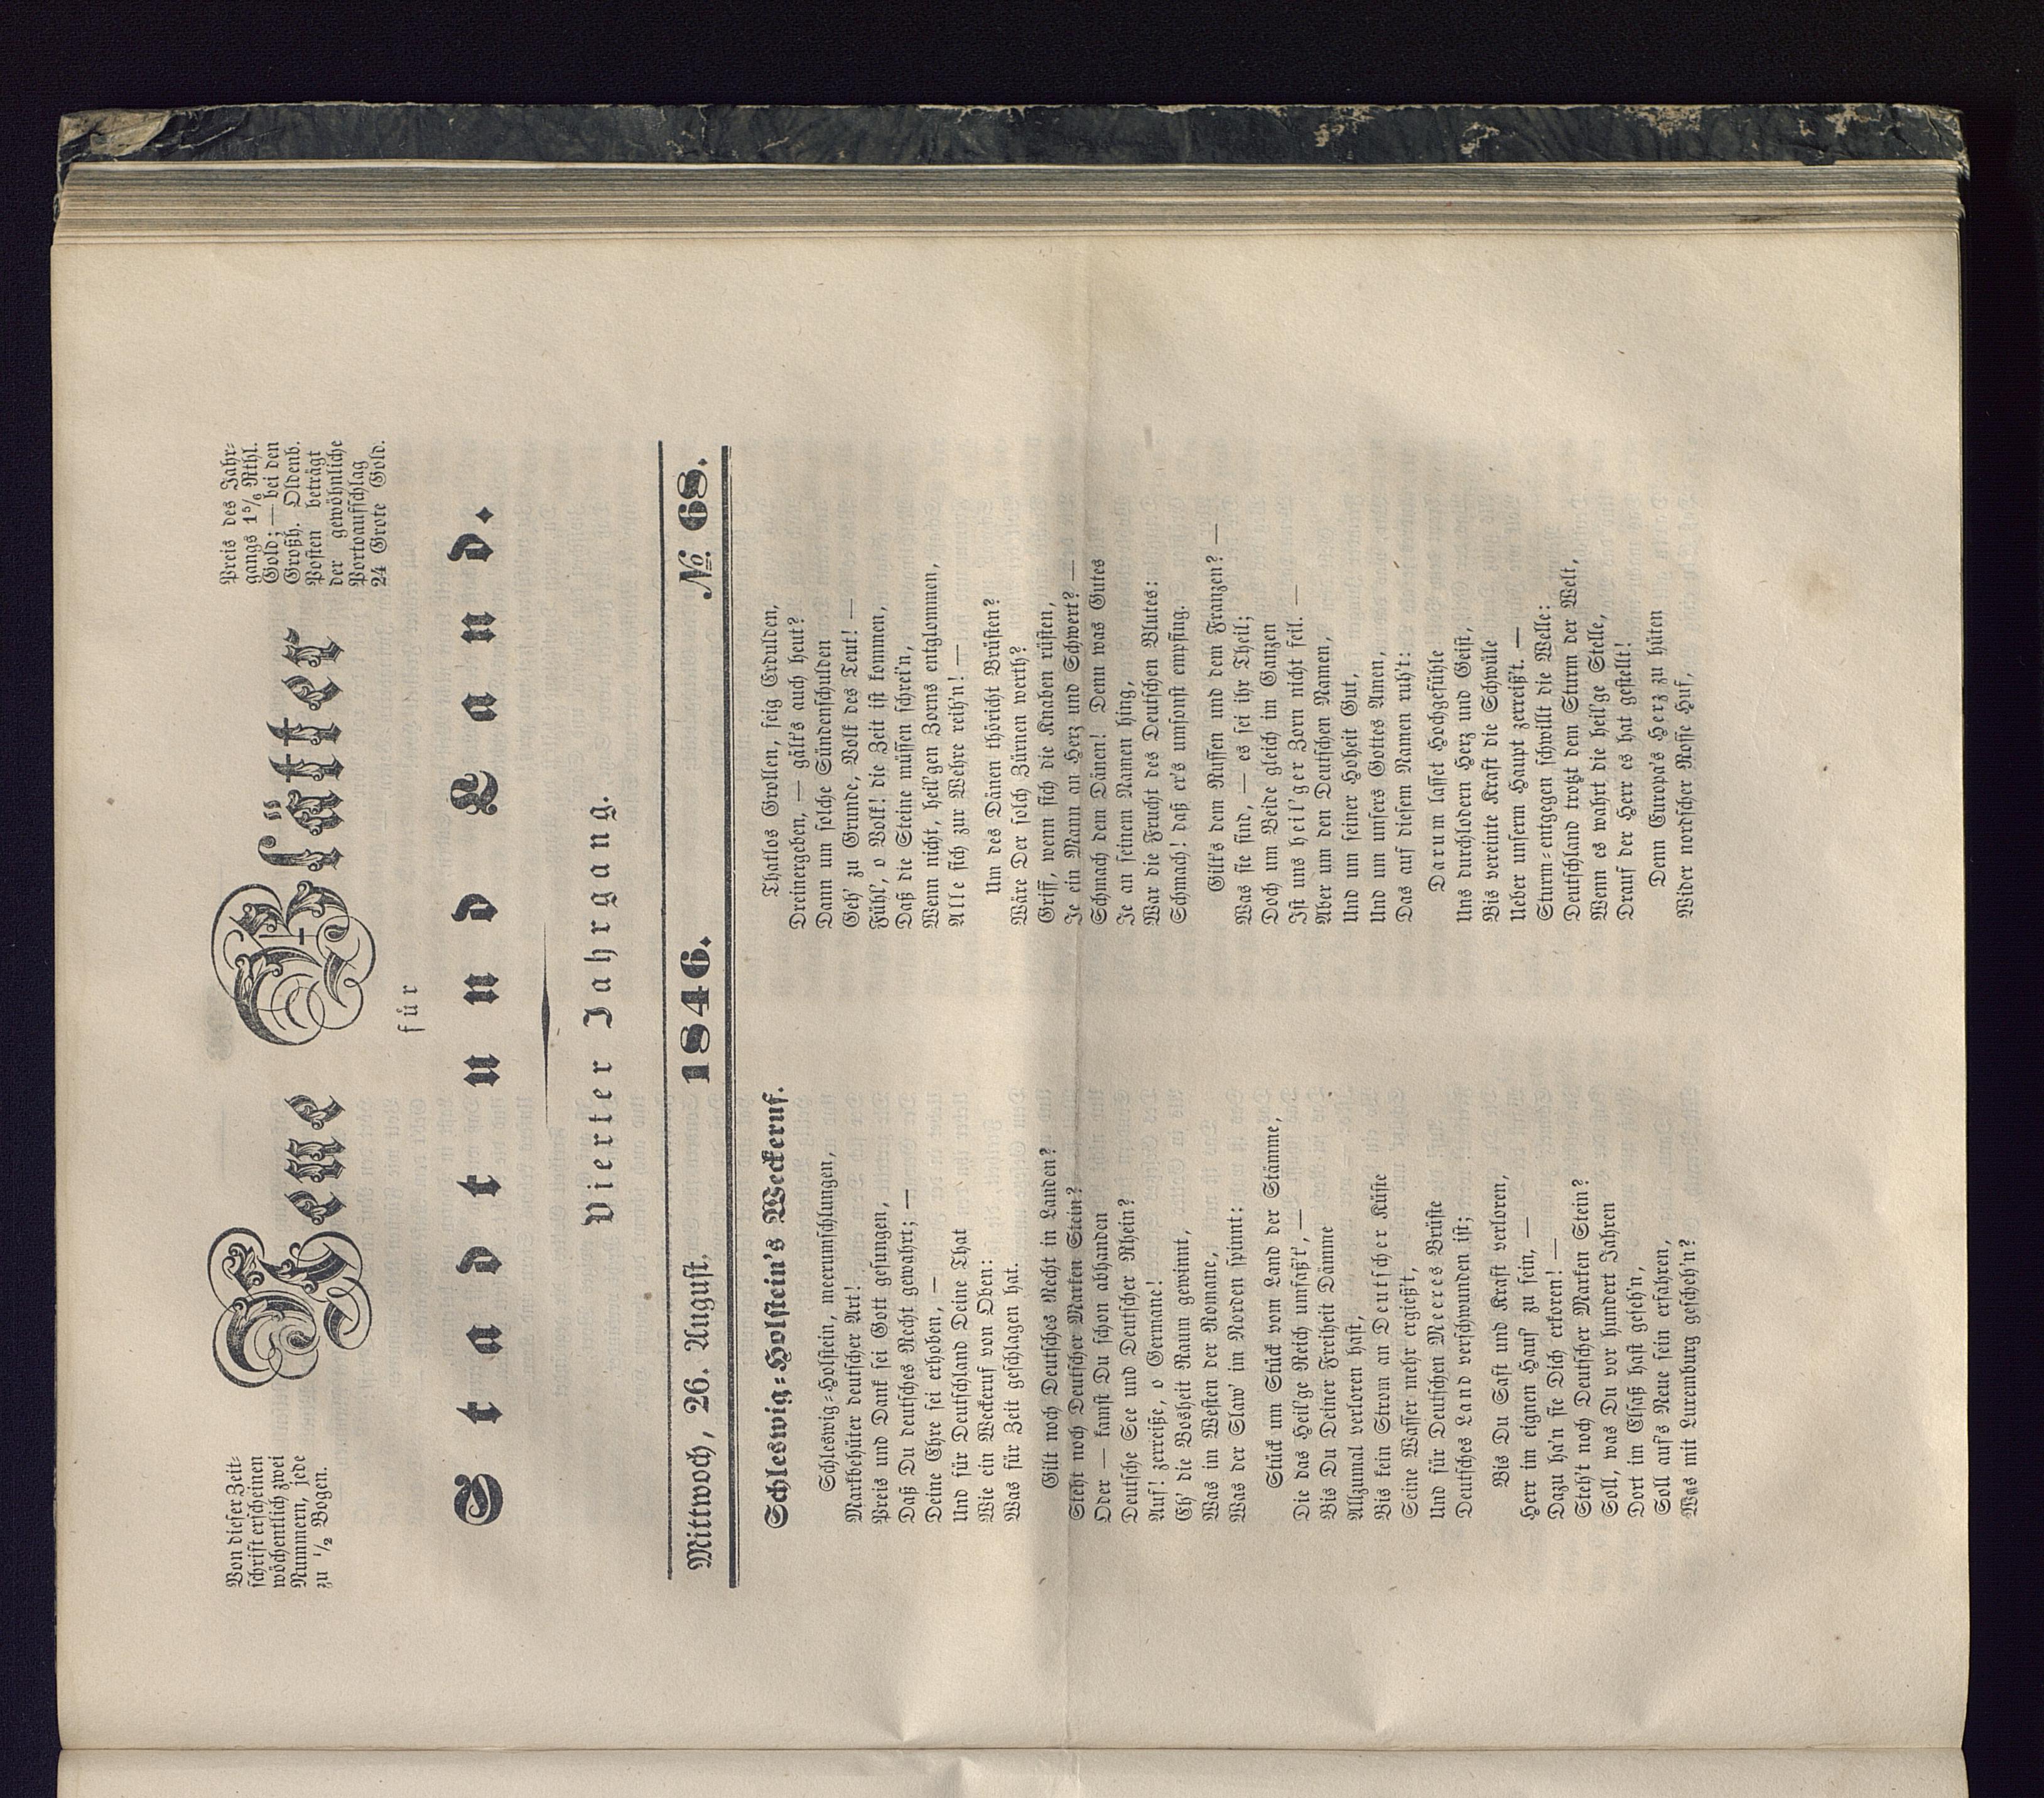 Von dieser Zeit-
schrift erscheinen
wöchentlich zwei
Nummern, jede
zu ½ Bogen.
Neue Blätter
Preis des Jahr-
gangs 1⁵/₆ Rthl.
Gold; — bei den
Großh. Oldenb.
Posten beträgt
der gewöhnliche
Portoaufschlag
24 Grote Gold.
für
Stadt und Land.
Vierter Jahrgang.
Mittwoch, 26. August. 1846. № 68.
Schleswig-Holstein's Weckeruf.
Schleswig-Holstein, meerumschlungen,
Markbehüter deutscher Art!
Preis und Dank sei Gott gesungen,
Daß Du deutsches Recht gewahrt; —
Deine Ehre sei erhoben, —
Und für Deutschland Deine That
Wie ein Weckeruf von Oben:
Was für Zeit geschlagen hat.
Gilt noch Deutsches Recht in Landen?
Steht noch Deutscher Marken Stein?
Oder — kamst Du schon abhanden
Deutsche See und Deutscher Rhein?
Auf! zerreiße, o Germane!
Eh' die Bosheit Raum gewinnt,
Was im Westen der Romane,
Was der Slaw' im Norden spinnt:
Stück um Stück vom Land der Stämme,
Die das Heil'ge Reich umfaß't, —
Bis Du Deiner Freiheit Dämme
Allzumal verloren hast,
Bis kein Strom an Deutscher Küste
Seine Wasser mehr ergieß't,
Und für Deutschen Meeres Brüste
Deutsches Land verschwunden ist;
Bis Du Saft und Kraft verloren,
Herr im eignen Haus' zu sein, —
Dazu ha'n sie Dich erkoren! —
Steh't noch Deutscher Marken Stein?
Soll, was Du vor hundert Jahren
Dort im Elsaß hast geseh'n,
Soll auf's Neue sein erfahren,
Was mit Luxemburg gescheh'n?
Thatlos Grollen, feig Erdulden,
Dreinergeben, — gält's auch heut?
Dann um solche Sündenschulden
Geh' zu Grunde, Volk des Teut! —
Fühl', o Volk! die Zeit ist kommen,
Daß die Steine müssen schrei'n,
Wenn nicht, heil'gen Zorns entglommen,
Alle sich zur Wehre reih'n! —
Um des Dänen thöricht Brüsten?
Wäre Der solch Zürnen werth?
Griff, wenn sich die Knaben rüsten,
Je ein Mann an Herz und Schwert? —
Schmach dem Dänen! Denn was Gutes
Je an seinem Namen hing,
War die Frucht des Deutschen Blutes:
Schmach! daß er's umsonst empfing.
Gilt's dem Russen und dem Franzen? —
Was sie sind, — es sei ihr Theil;
Doch um Beide gleich im Ganzen
Ist uns heil'ger Zorn nicht feil. —
Aber um den Deutschen Namen,
Und um seiner Hoheit Gut,
Und um unsers Gottes Amen,
Das auf diesem Namen ruh't:
Darum lasset Hochgefühle
Uns durchlodern Herz und Geist,
Bis vereinte Kraft die Schwüle
Ueber unserm Haupt zerreiß't. —
Sturm-entgegen schwillt die Welle:
Deutschland trotzt dem Sturm der Welt,
Wenn es wahrt die heil'ge Stelle,
Drauf der Herr es hat gestellt!
Denn Europa's Herz zu hüten
Wider nordscher Rosse Huf,